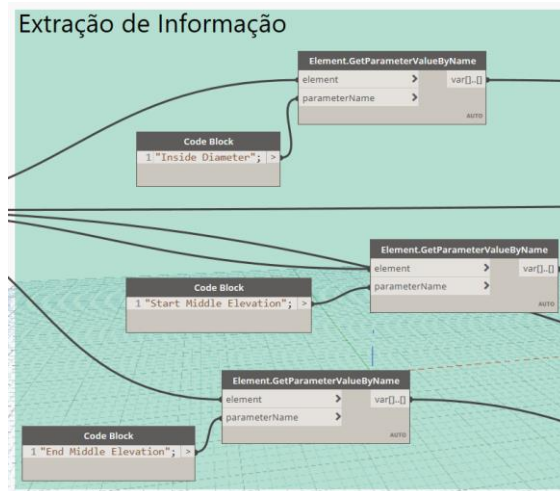 Extração de Informação
Element.GetParameterValueByName
element > var[]..[]
parameterName >
AUTO
Code Block
1 "Inside Diameter"; >
Element.GetParameterValueByName
element > var[]..[]
parameterName >
AUTO
Code Block
1 "Start Middle Elevation"; >
Element.GetParameterValueByName
element > var[]..[]
parameterName >
AUTO
Code Block
1 "End Middle Elevation"; >